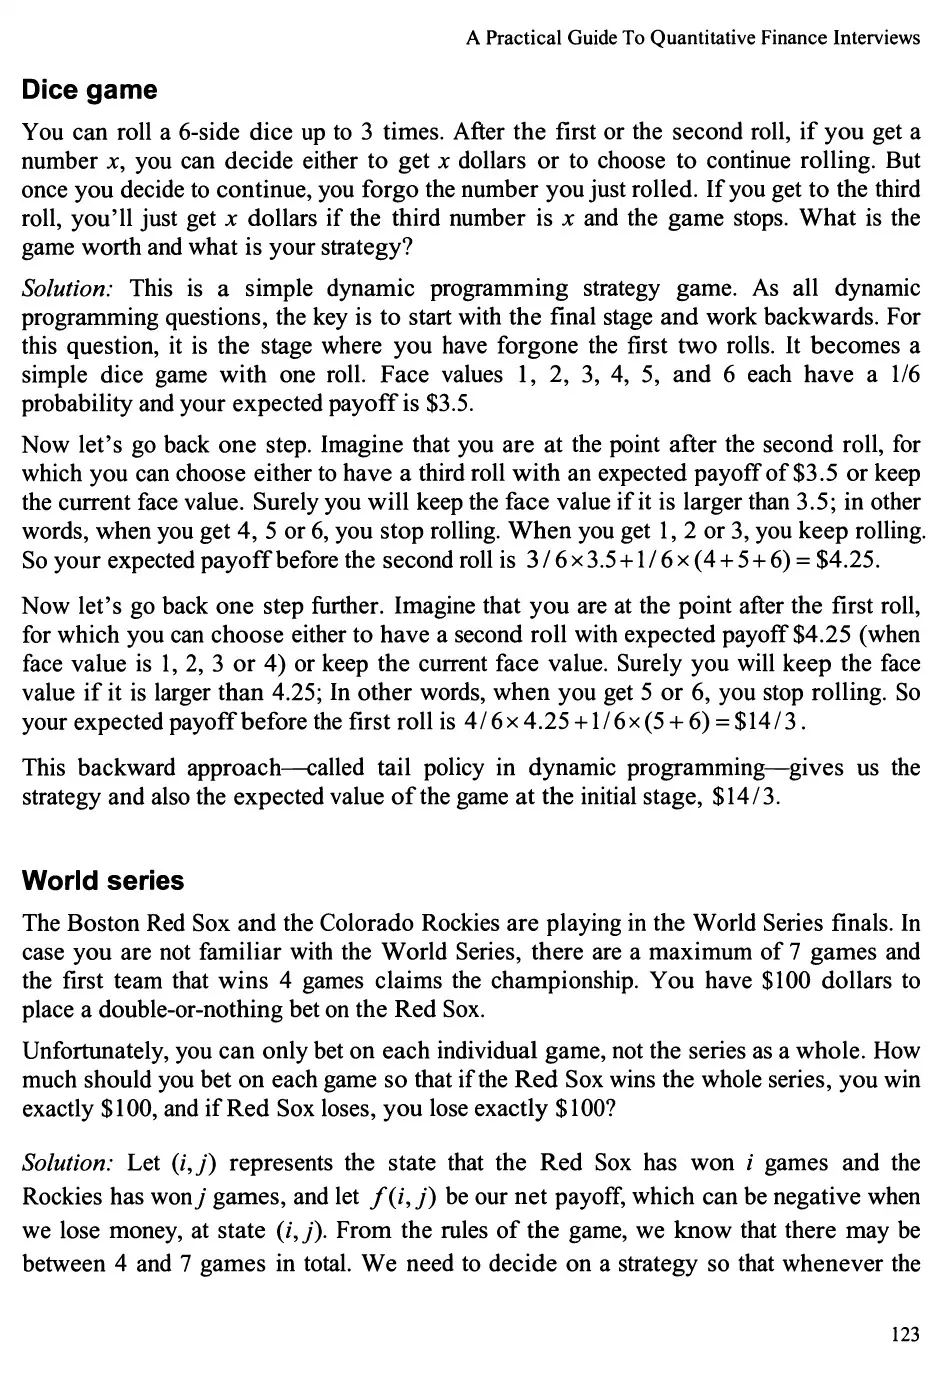 A Practical Guide To Quantitative Finance Interviews
Dice game
You can roll a 6-side dice up to 3 times. After the first or the second roll, if you get a
number x, you can decide either to get x dollars or to choose to continue rolling. But
once you decide to continue, you forgo the number you just rolled. If you get to the third
roll, you'll just get x dollars if the third number is x and the game stops. What is the
game worth and what is your strategy?
Solution: This is a simple dynamic programming strategy game. As all dynamic
programming questions, the key is to start with the final stage and work backwards. For
this question, it is the stage where you have forgone the first two rolls. It becomes a
simple dice game with one roll. Face values 1, 2, 3, 4, 5, and 6 each have a 1/6
probability and your expected payoff is $3.5.
Now let's go back one step. Imagine that you are at the point after the second roll, for
which you can choose either to have a third roll with an expected payoff of $3.5 or keep
the current face value. Surely you will keep the face value if it is larger than 3.5; in other
words, when you get 4, 5 or 6, you stop rolling. When you get 1, 2 or 3, you keep rolling.
So your expected payoff before the second roll is 3/6×3.5+1/6×(4+5+6) = $4.25.
Now let's go back one step further. Imagine that you are at the point after the first roll,
for which you can choose either to have a second roll with expected payoff $4.25 (when
face value is 1, 2, 3 or 4) or keep the current face value. Surely you will keep the face
value if it is larger than 4.25; In other words, when you get 5 or 6, you stop rolling. So
your expected payoff before the first roll is 4/6×4.25+1/6×(5+6) = $14/3.
This backward approach—called tail policy in dynamic programming—gives us the
strategy and also the expected value of the game at the initial stage, $14/3.
World series
The Boston Red Sox and the Colorado Rockies are playing in the World Series finals. In
case you are not familiar with the World Series, there are a maximum of 7 games and
the first team that wins 4 games claims the championship. You have $100 dollars to
place a double-or-nothing bet on the Red Sox.
Unfortunately, you can only bet on each individual game, not the series as a whole. How
much should you bet on each game so that if the Red Sox wins the whole series, you win
exactly $100, and if Red Sox loses, you lose exactly $100?
Solution: Let (i, j) represents the state that the Red Sox has won i games and the
Rockies has won j games, and let f(i, j) be our net payoff, which can be negative when
we lose money, at state (i, j). From the rules of the game, we know that there may be
between 4 and 7 games in total. We need to decide on a strategy so that whenever the
123